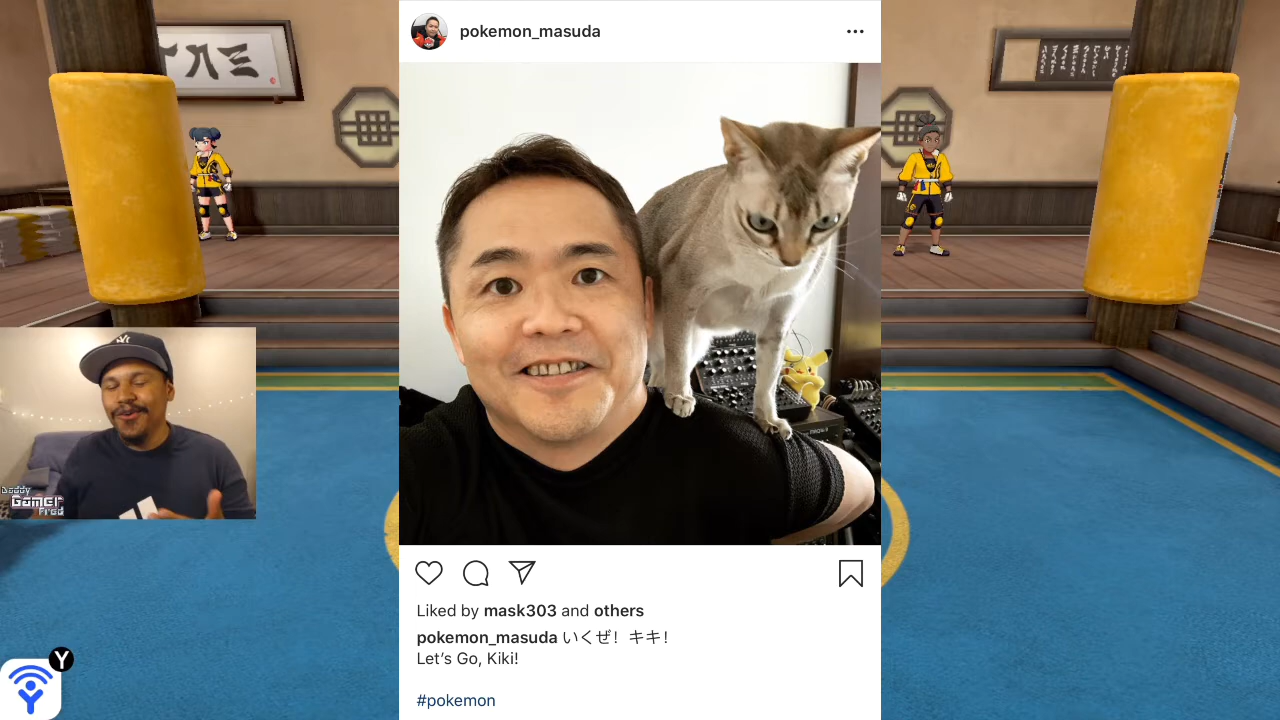 pokemon_masuda
NY
Daddy
Gamer
Fred
Y
Liked by mask303 and others
pokemon_masuda いくぜ！キキ！
Let's Go, Kiki!
#pokemon